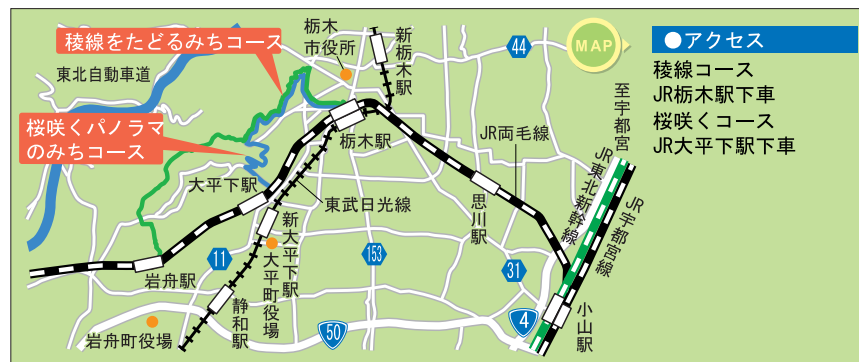 稜線をたどるみちコース
東北自動車道
桜咲くパノラマ
のみちコース
栃木
市役所
新栃木駅
44
MAP
●アクセス
稜線コース
JR栃木駅下車
桜咲くコース
JR大平下駅下車
至宇都宮
栃木駅
JR両毛線
大平下駅
東武日光線
思川駅
JR東北新幹線
JR宇都宮線
新大平下駅
11
大平町役場
153
31
岩舟駅
静和駅
岩舟町役場
50
4
小山駅